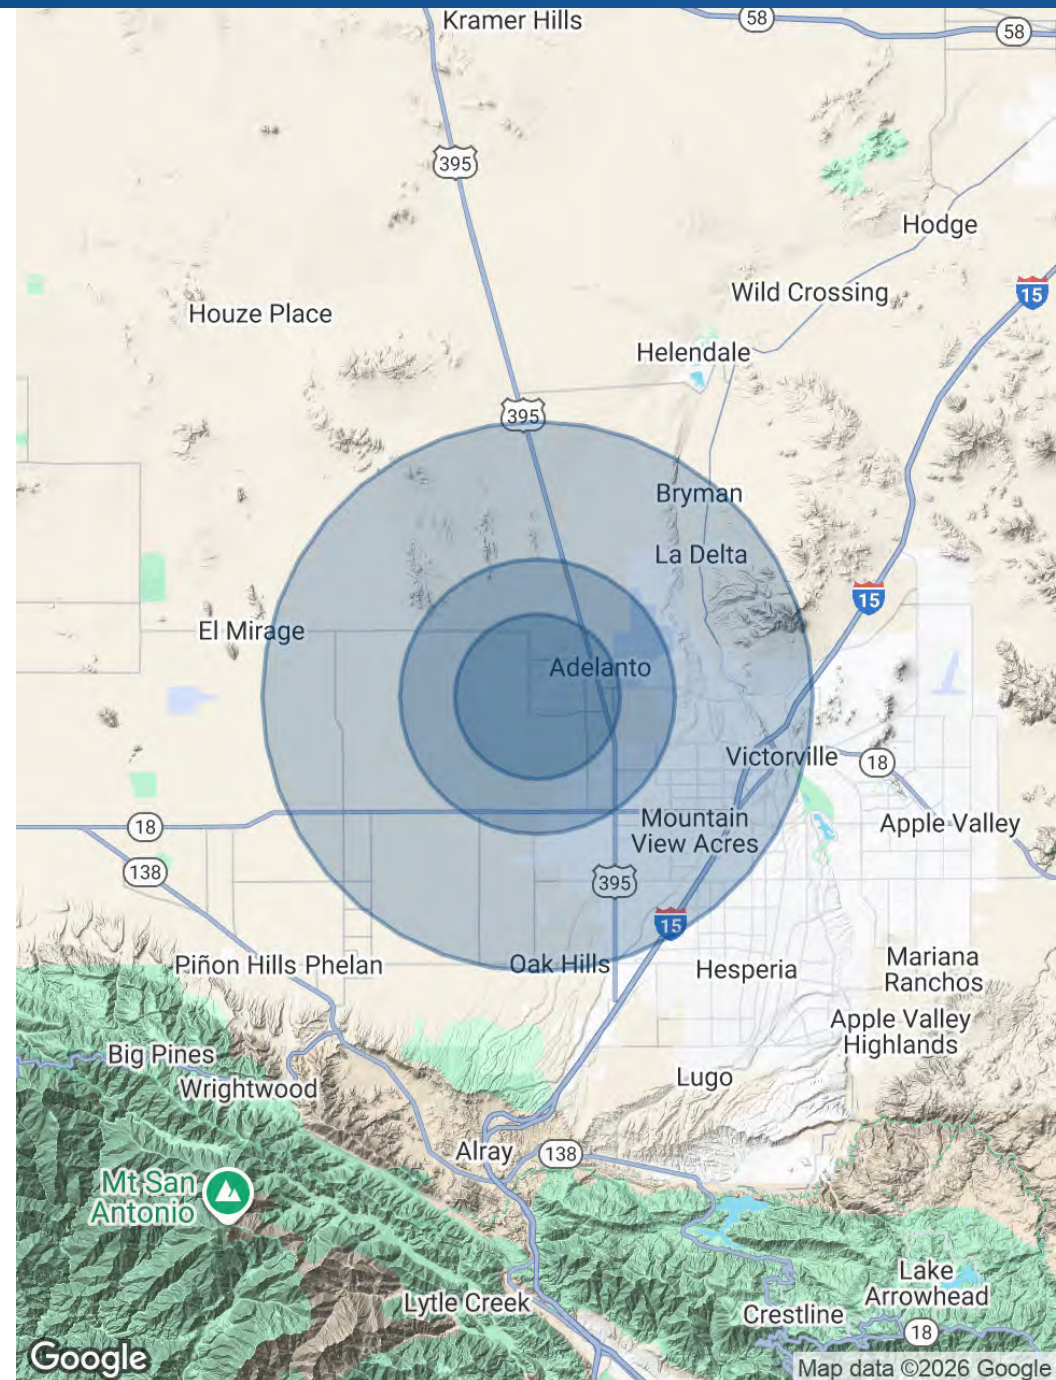 Kramer Hills
58
58
395
Hodge
Wild Crossing
15
Houze Place
Helendale
395
Bryman
La Delta
15
El Mirage
Adelanto
Victorville
18
Mountain
View Acres
18
Apple Valley
138
395
15
Piñon Hills
Phelan
Oak Hills
Hesperia
Mariana
Ranchos
Apple Valley
Highlands
Big Pines
Wrightwood
Lugo
Alray
138
Mt San
Antonio
Lake
Arrowhead
Lytle Creek
Crestline
18
Google
Map data ©2026 Google